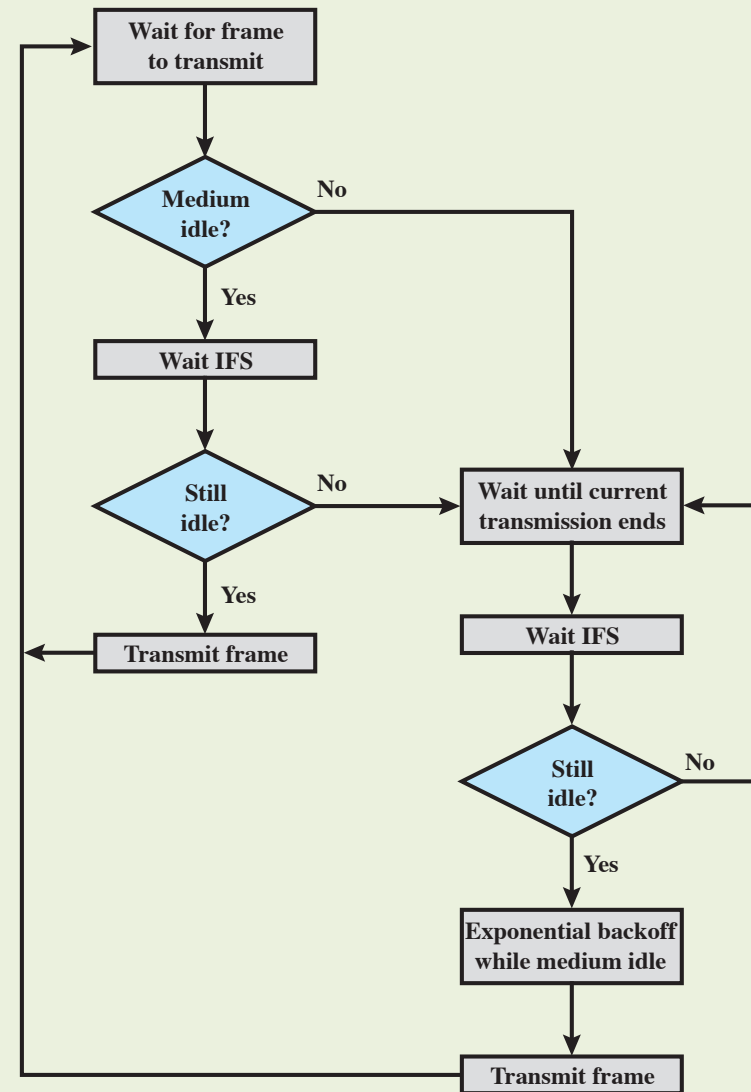 Wait for frame
to transmit
Medium
idle?
No
Yes
Wait IFS
Still
idle?
No
Yes
Transmit frame
Wait until current
transmission ends
Wait IFS
Still
idle?
No
Yes
Exponential backoff
while medium idle
Transmit frame